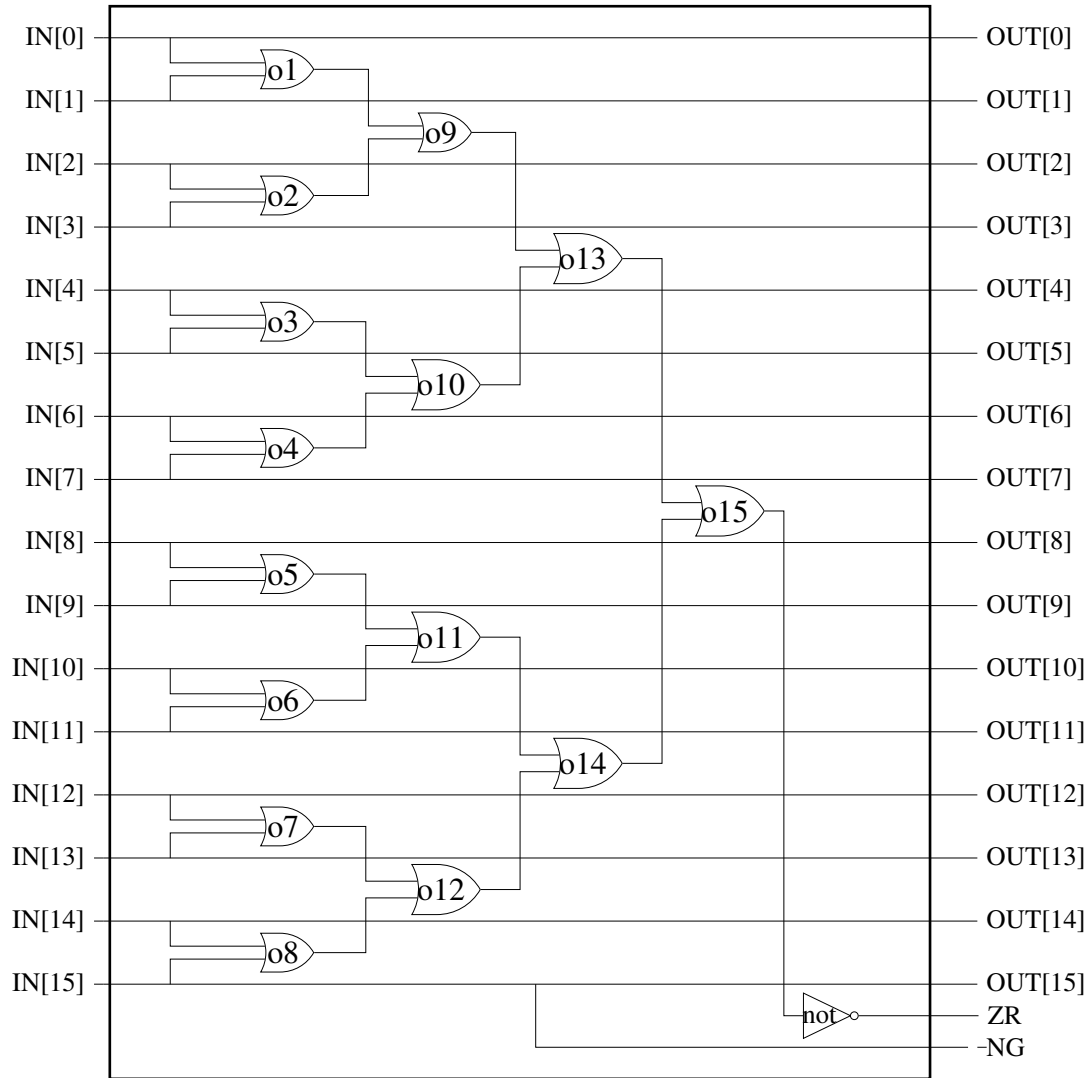 IN[0] OUT[0]
o1
IN[1] OUT[1]
o9
IN[2] OUT[2]
o2
IN[3] OUT[3]
o13
IN[4] OUT[4]
o3
IN[5] OUT[5]
o10
IN[6] OUT[6]
o4
IN[7] OUT[7]
o15
IN[8] OUT[8]
o5
IN[9] OUT[9]
o11
IN[10] OUT[10]
o6
IN[11] OUT[11]
o14
IN[12] OUT[12]
o7
IN[13] OUT[13]
o12
IN[14] OUT[14]
o8
IN[15] OUT[15]
not ZR
NG